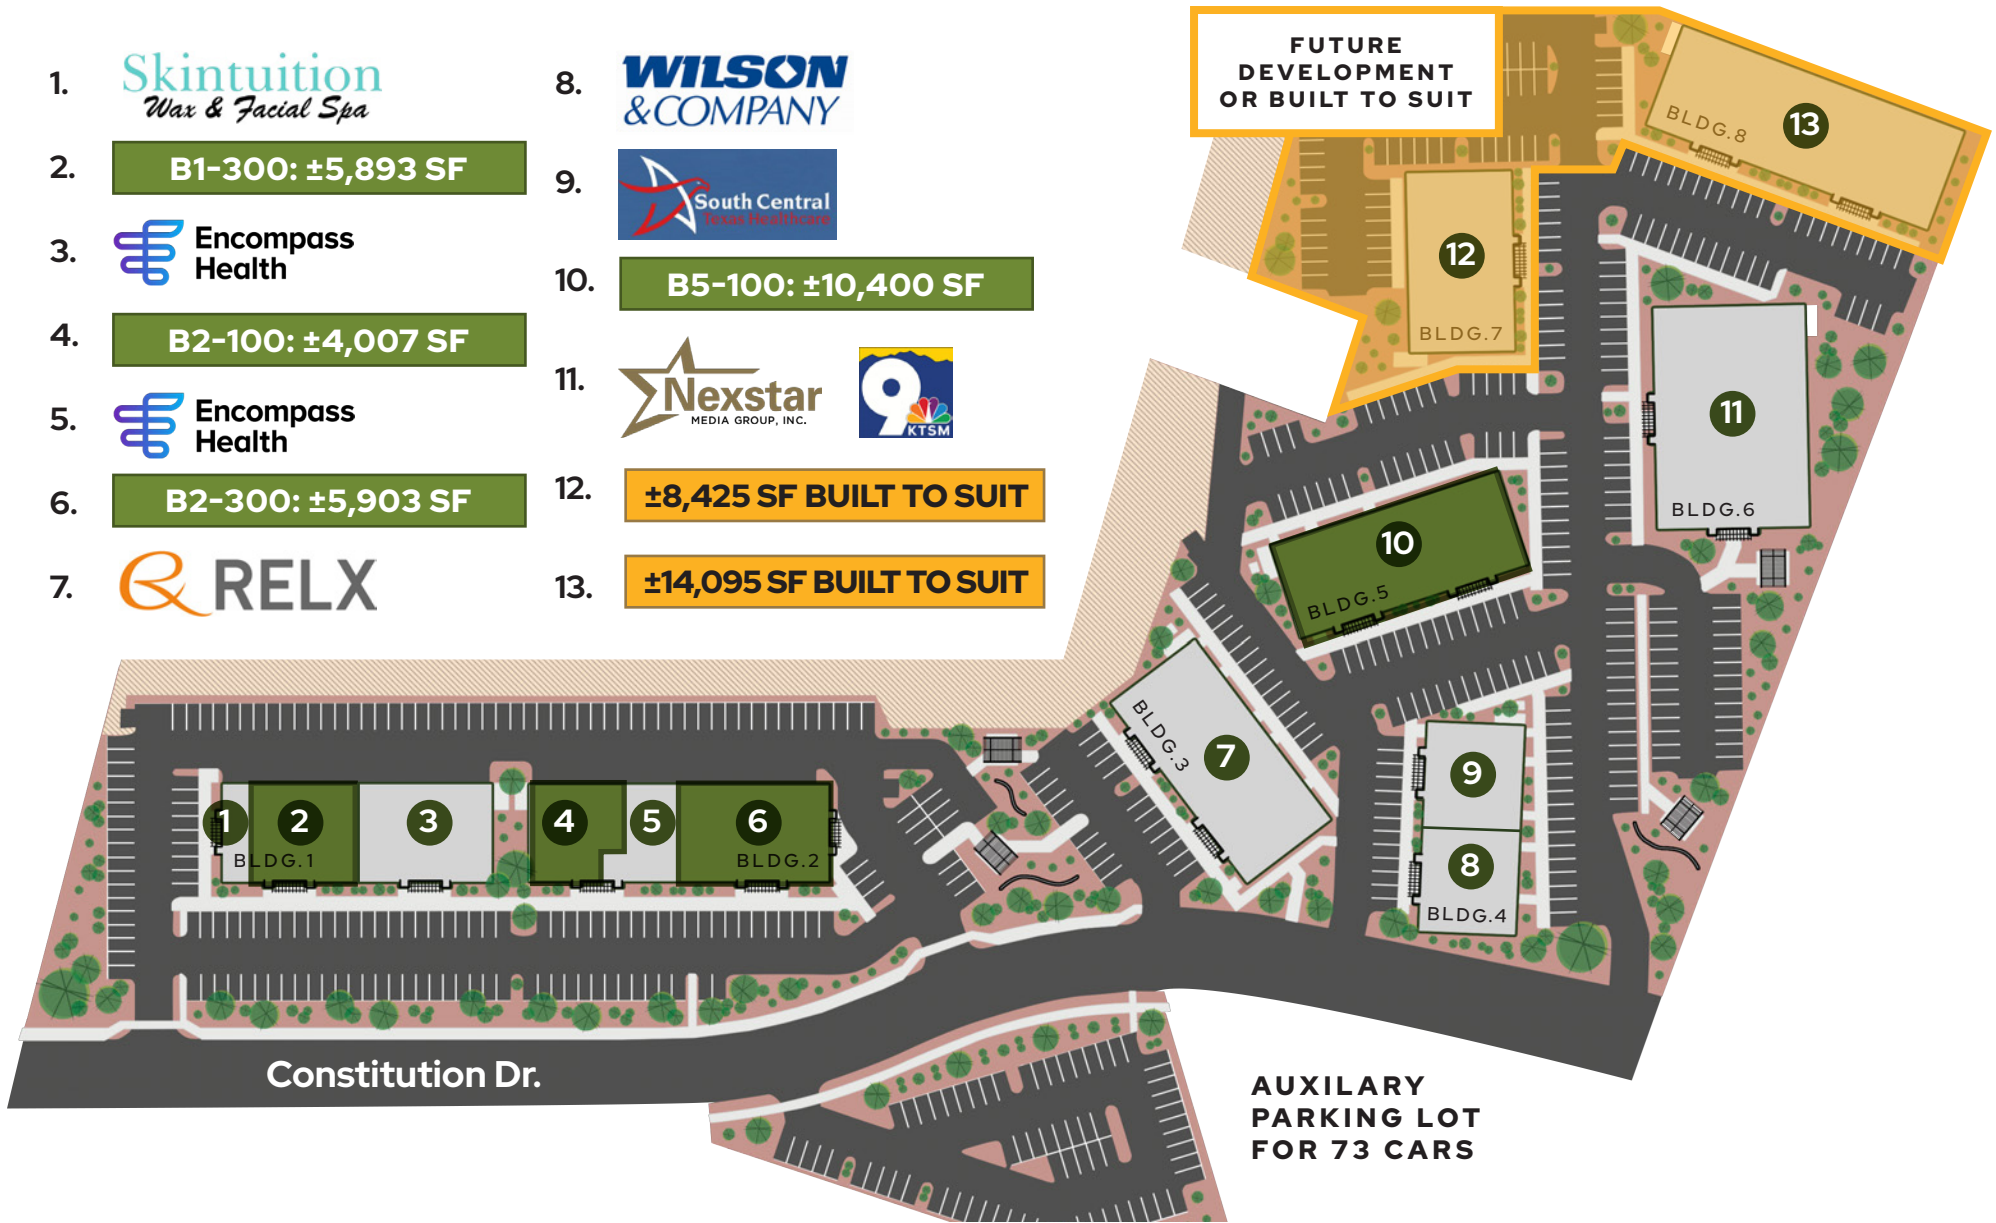 1.
Skintuition
Wax & Facial Spa
2.
B1-300: ±5,893 SF
3.
Encompass
Health
4.
B2-100: ±4,007 SF
5.
Encompass
Health
6.
B2-300: ±5,903 SF
7.
RELX
8.
WILSON
&COMPANY
9.
South Central
Texas Healthcare
10.
B5-100: ±10,400 SF
11.
Nexstar
MEDIA GROUP, INC.
9
KTSM
12.
±8,425 SF BUILT TO SUIT
13.
±14,095 SF BUILT TO SUIT
FUTURE
DEVELOPMENT
OR BUILT TO SUIT
BLDG.8
13
12
BLDG.7
11
BLDG.6
10
BLDG.5
BLDG.3
7
9
8
BLDG.4
1
2
3
4
5
6
BLDG.1
BLDG.2
Constitution Dr.
AUXILARY
PARKING LOT
FOR 73 CARS